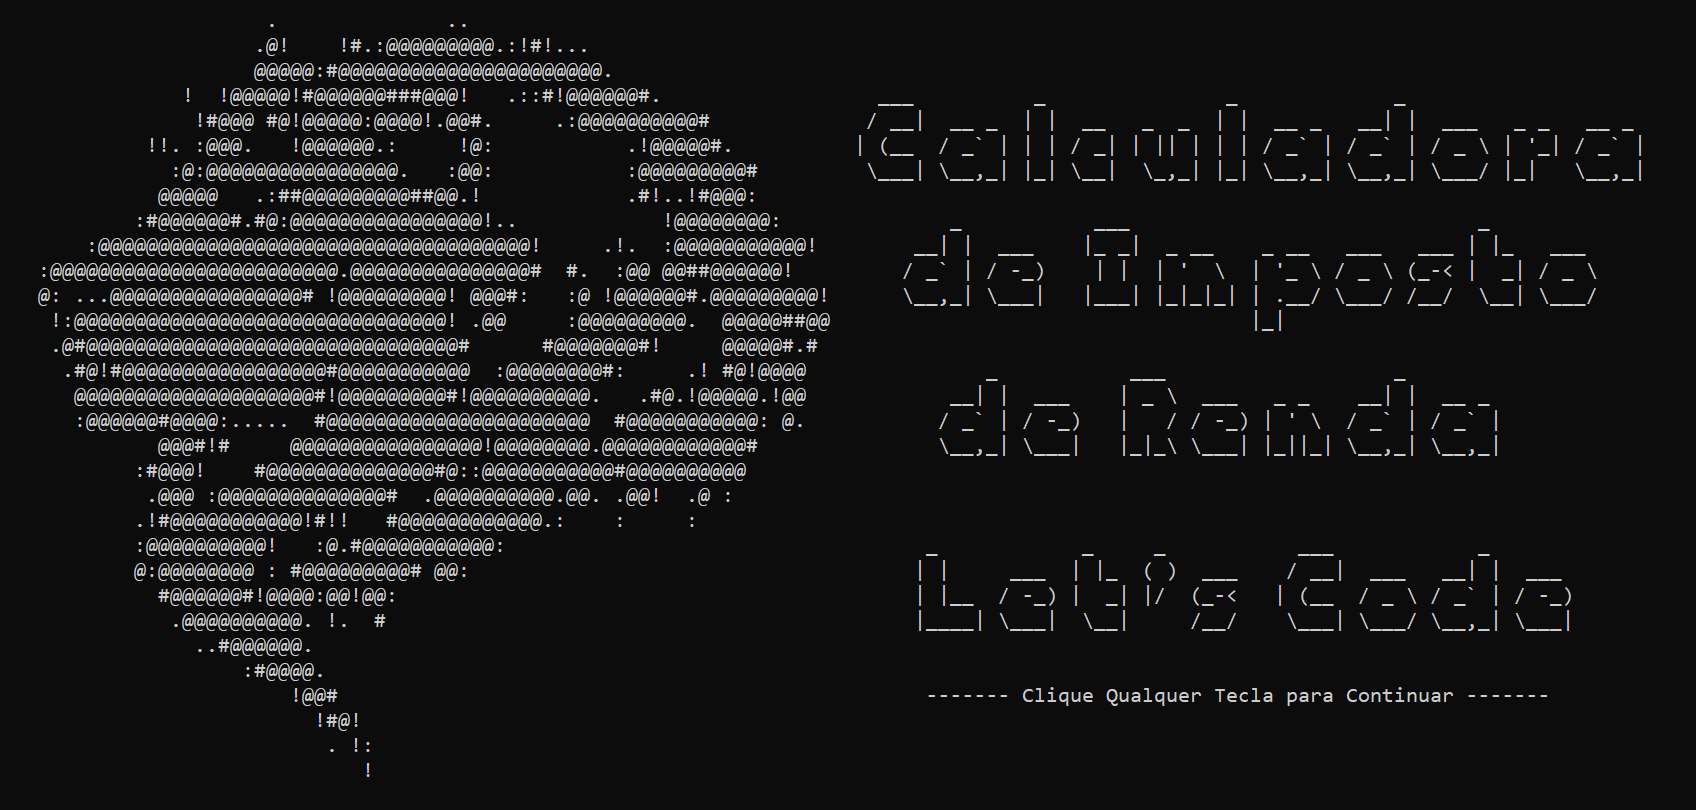 Calculadora
de Imposto
de Renda
Let's Code
------- Clique Qualquer Tecla para Continuar -------